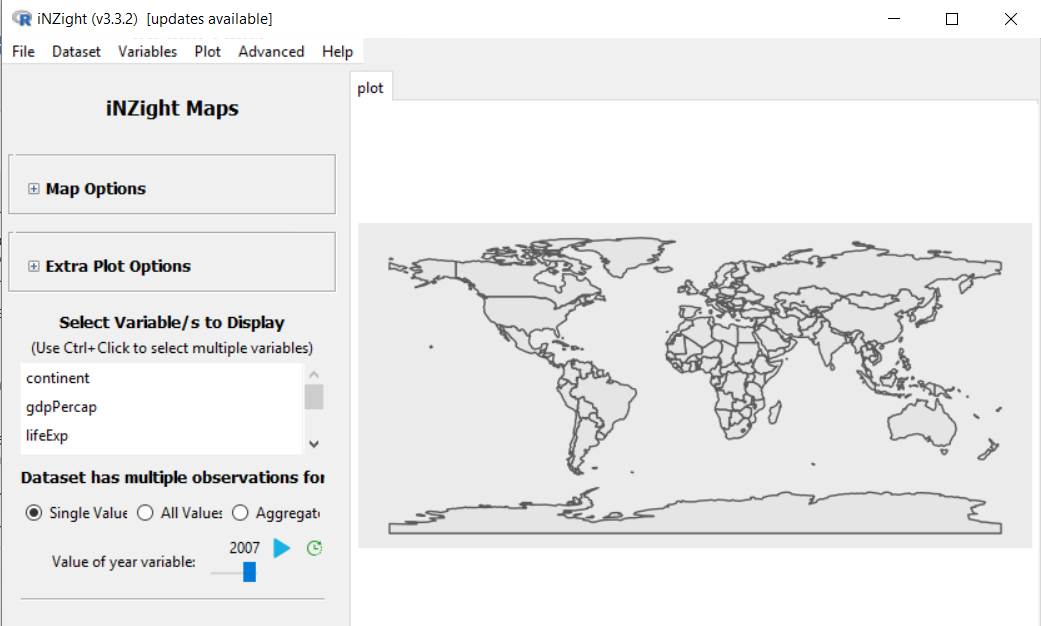 iNZight (v3.3.2) [updates available]
File Dataset Variables Plot Advanced Help
iNZight Maps
plot
Map Options
Extra Plot Options
Select Variable/s to Display
(Use Ctrl+Click to select multiple variables)
continent
gdpPercap
lifeExp
Dataset has multiple observations for
Single Value All Values Aggregate
2007
Value of year variable: